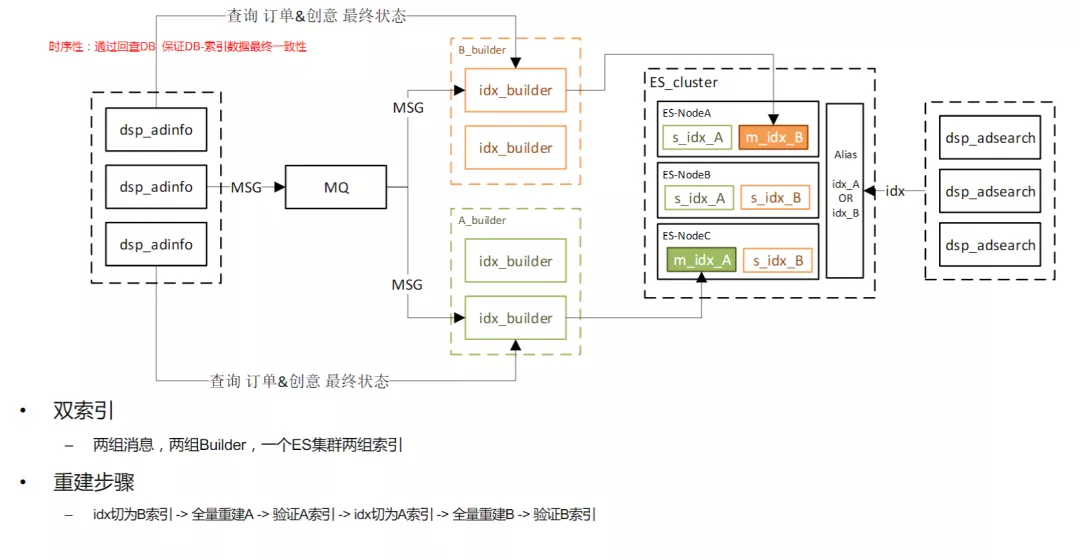 查询 订单&创意 最终状态
时序性：通过回查DB 保证DB-索引数据最终一致性
B_builder
idx_builder
idx_builder
MSG
dsp_adinfo
dsp_adinfo
dsp_adinfo
MSG
MQ
A_builder
idx_builder
idx_builder
MSG
ES_cluster
ES-NodeA
s_idx_A
m_idx_B
ES-NodeB
s_idx_A
s_idx_B
ES-NodeC
m_idx_A
s_idx_B
Alias
idx_A
OR
idx_B
idx
dsp_adsearch
dsp_adsearch
dsp_adsearch
查询 订单&创意 最终状态
• 双索引
– 两组消息，两组Builder，一个ES集群两组索引
• 重建步骤
– idx切为B索引 -> 全量重建A -> 验证A索引 -> idx切为A索引 -> 全量重建B -> 验证B索引